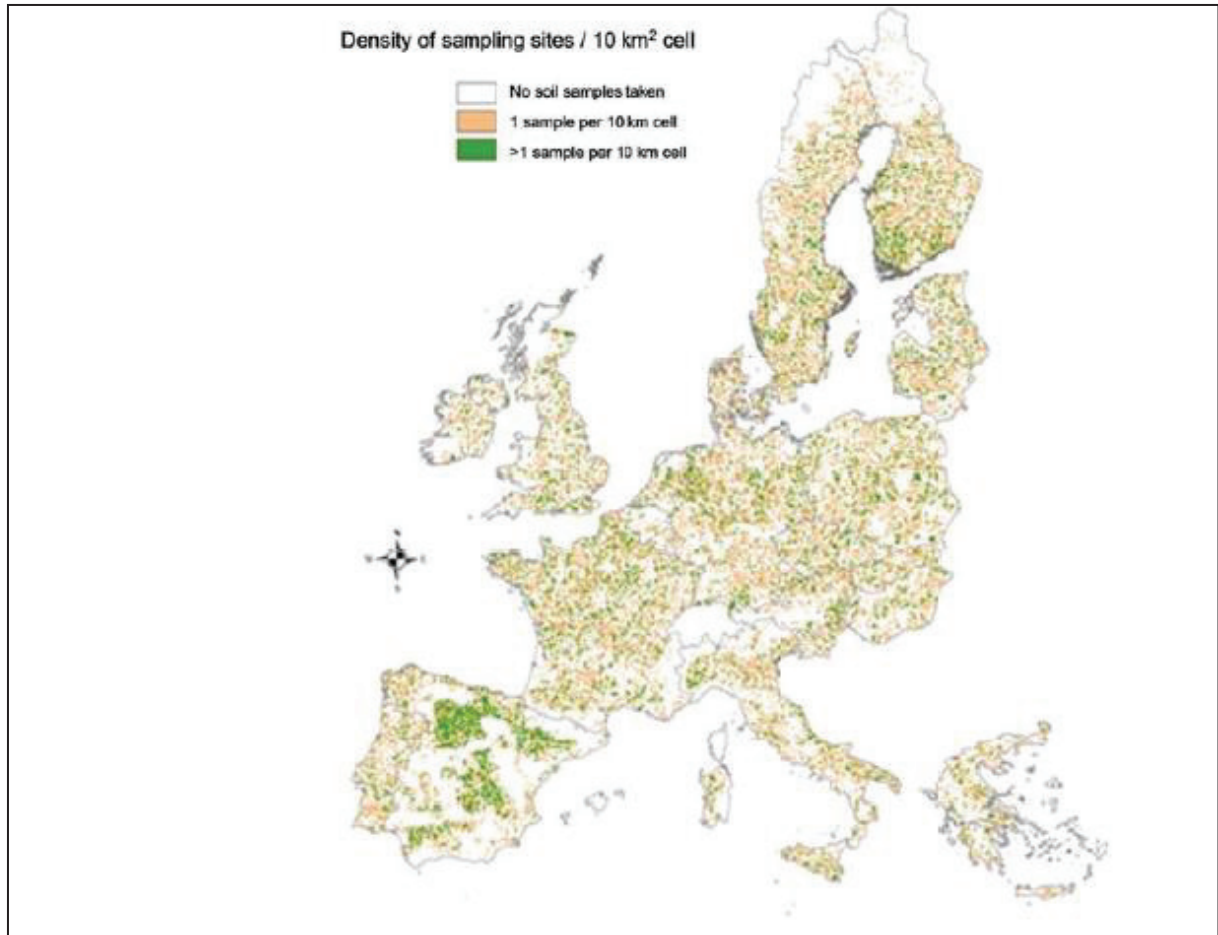 Density of sampling sites / 10 km² cell
No soil samples taken
1 sample per 10 km cell
>1 sample per 10 km cell